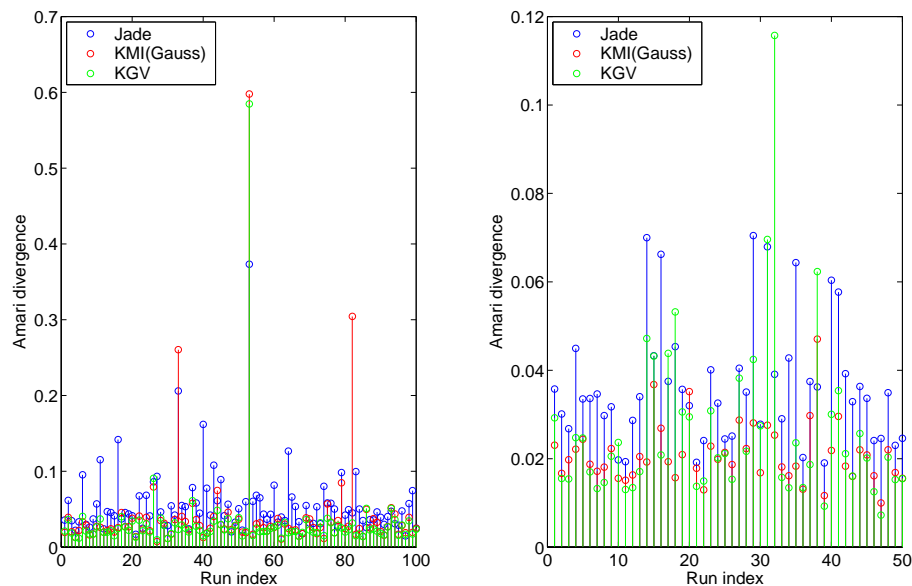 0.7
0.6
0.5
0.4
0.3
0.2
0.1
0
Amari divergence
Jade
KMI(Gauss)
KGV
0 20 40 60 80 100
Run index
0.12
0.1
0.08
0.06
0.04
0.02
0
Amari divergence
Jade
KMI(Gauss)
KGV
0 10 20 30 40 50
Run index